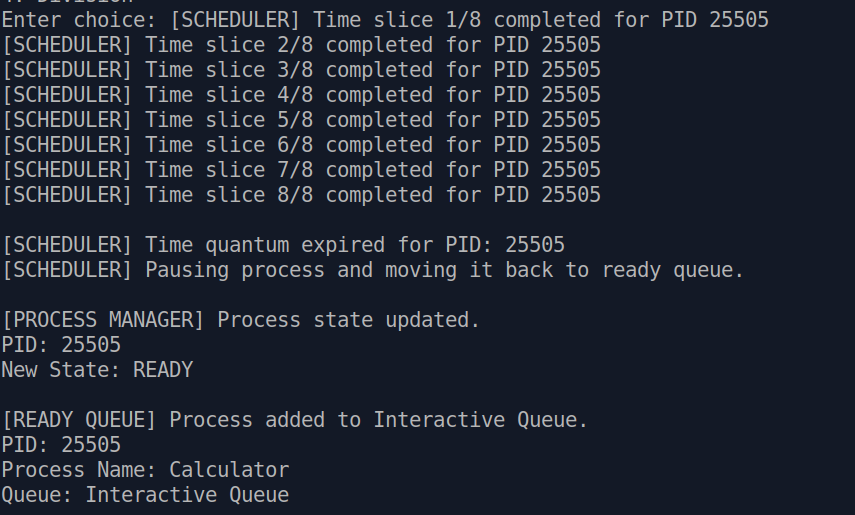 4. Division
Enter choice: [SCHEDULER] Time slice 1/8 completed for PID 25505
[SCHEDULER] Time slice 2/8 completed for PID 25505
[SCHEDULER] Time slice 3/8 completed for PID 25505
[SCHEDULER] Time slice 4/8 completed for PID 25505
[SCHEDULER] Time slice 5/8 completed for PID 25505
[SCHEDULER] Time slice 6/8 completed for PID 25505
[SCHEDULER] Time slice 7/8 completed for PID 25505
[SCHEDULER] Time slice 8/8 completed for PID 25505
[SCHEDULER] Time quantum expired for PID: 25505
[SCHEDULER] Pausing process and moving it back to ready queue.
[PROCESS MANAGER] Process state updated.
PID: 25505
New State: READY
[READY QUEUE] Process added to Interactive Queue.
PID: 25505
Process Name: Calculator
Queue: Interactive Queue